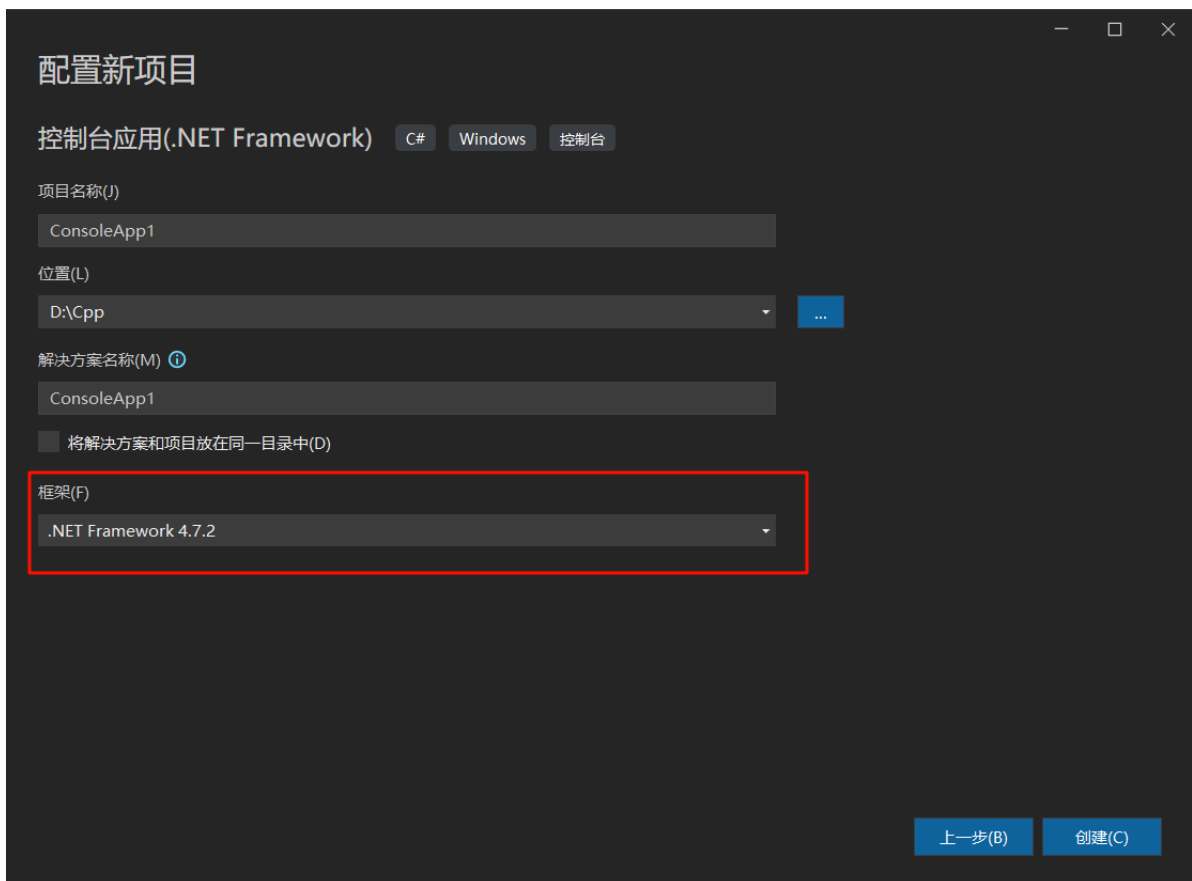 配置新项目
控制台应用(.NET Framework) C# Windows 控制台
项目名称(J)
ConsoleApp1
位置(L)
D:\Cpp
...
解决方案名称(M)
ConsoleApp1
将解决方案和项目放在同一目录中(D)
框架(F)
.NET Framework 4.7.2
上一步(B) 创建(C)